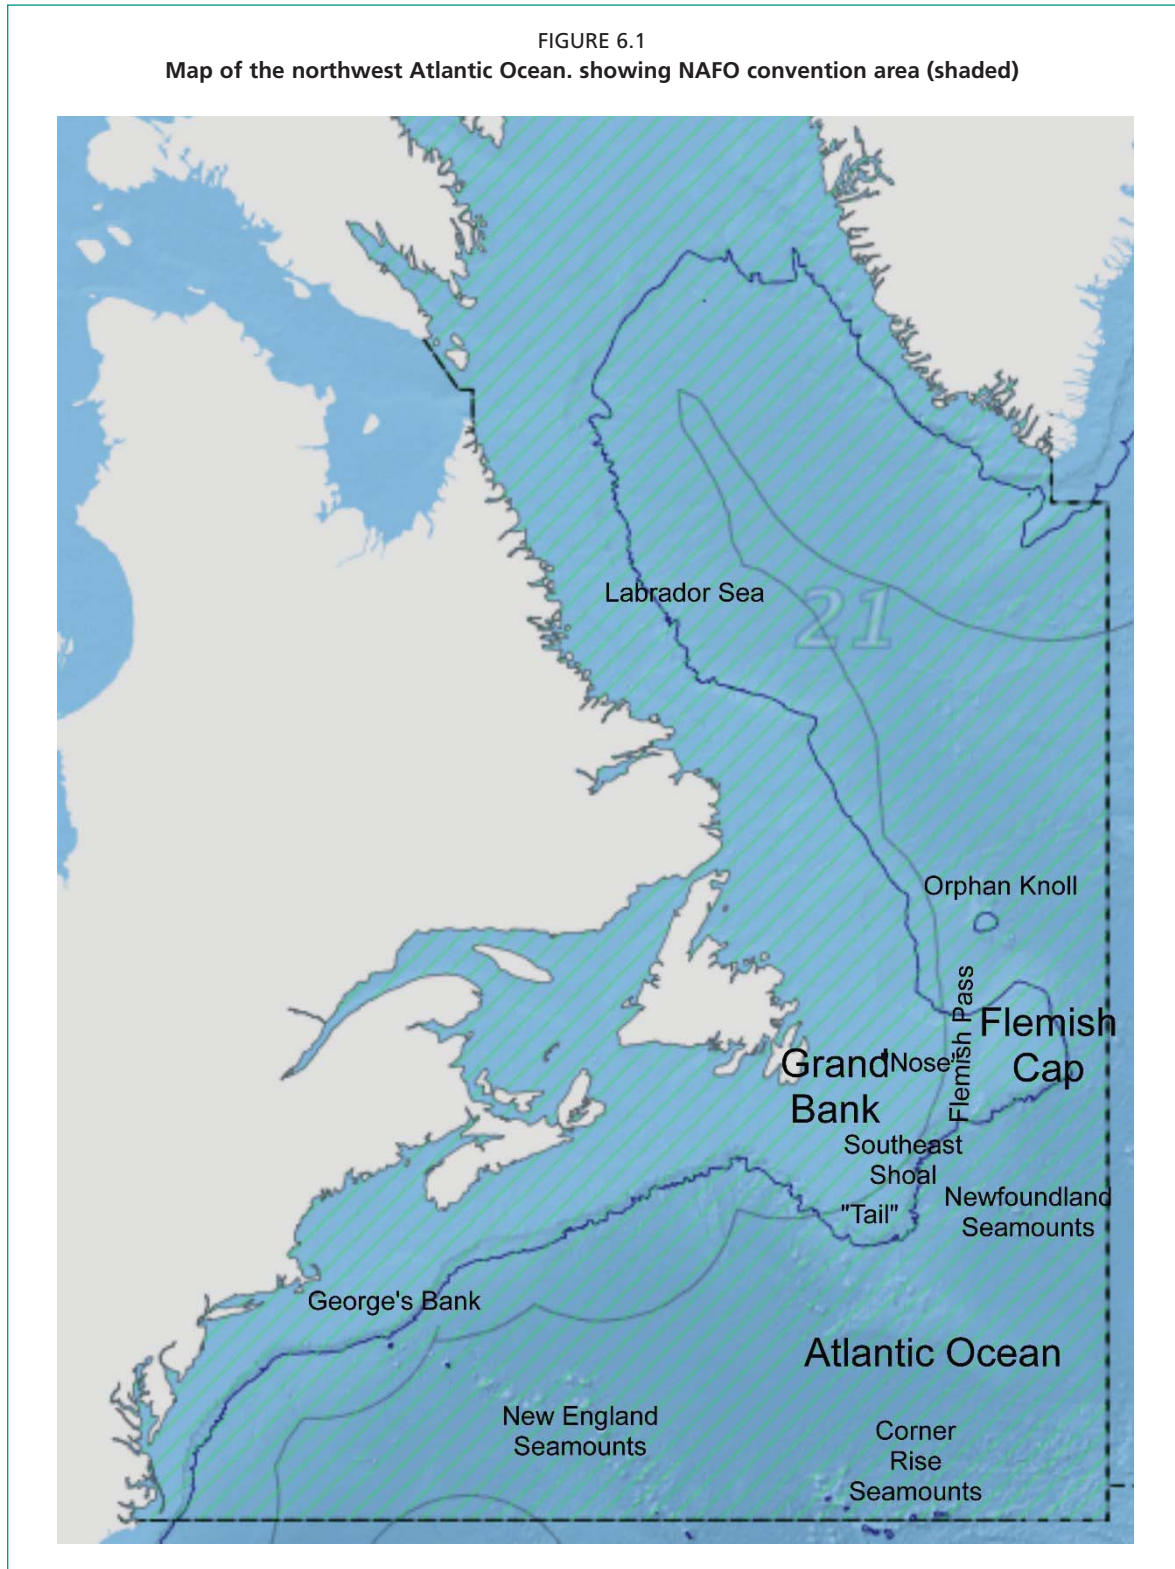 FIGURE 6.1
Map of the northwest Atlantic Ocean. showing NAFO convention area (shaded)
Labrador Sea
21
Orphan Knoll
Flemish Pass
Flemish
Cap
Grand
Bank
"Nose"
Southeast
Shoal
"Tail"
Newfoundland
Seamounts
George's Bank
Atlantic Ocean
New England
Seamounts
Corner
Rise
Seamounts